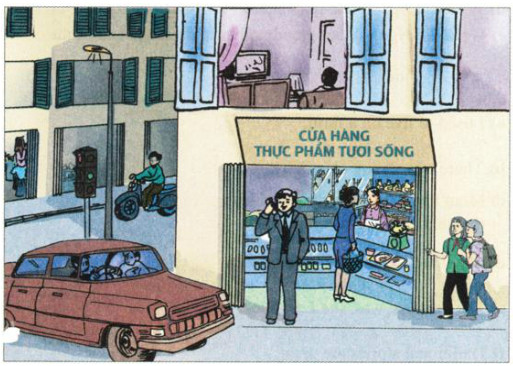 CỬA HÀNG
THỰC PHẨM TƯƠI SỐNG